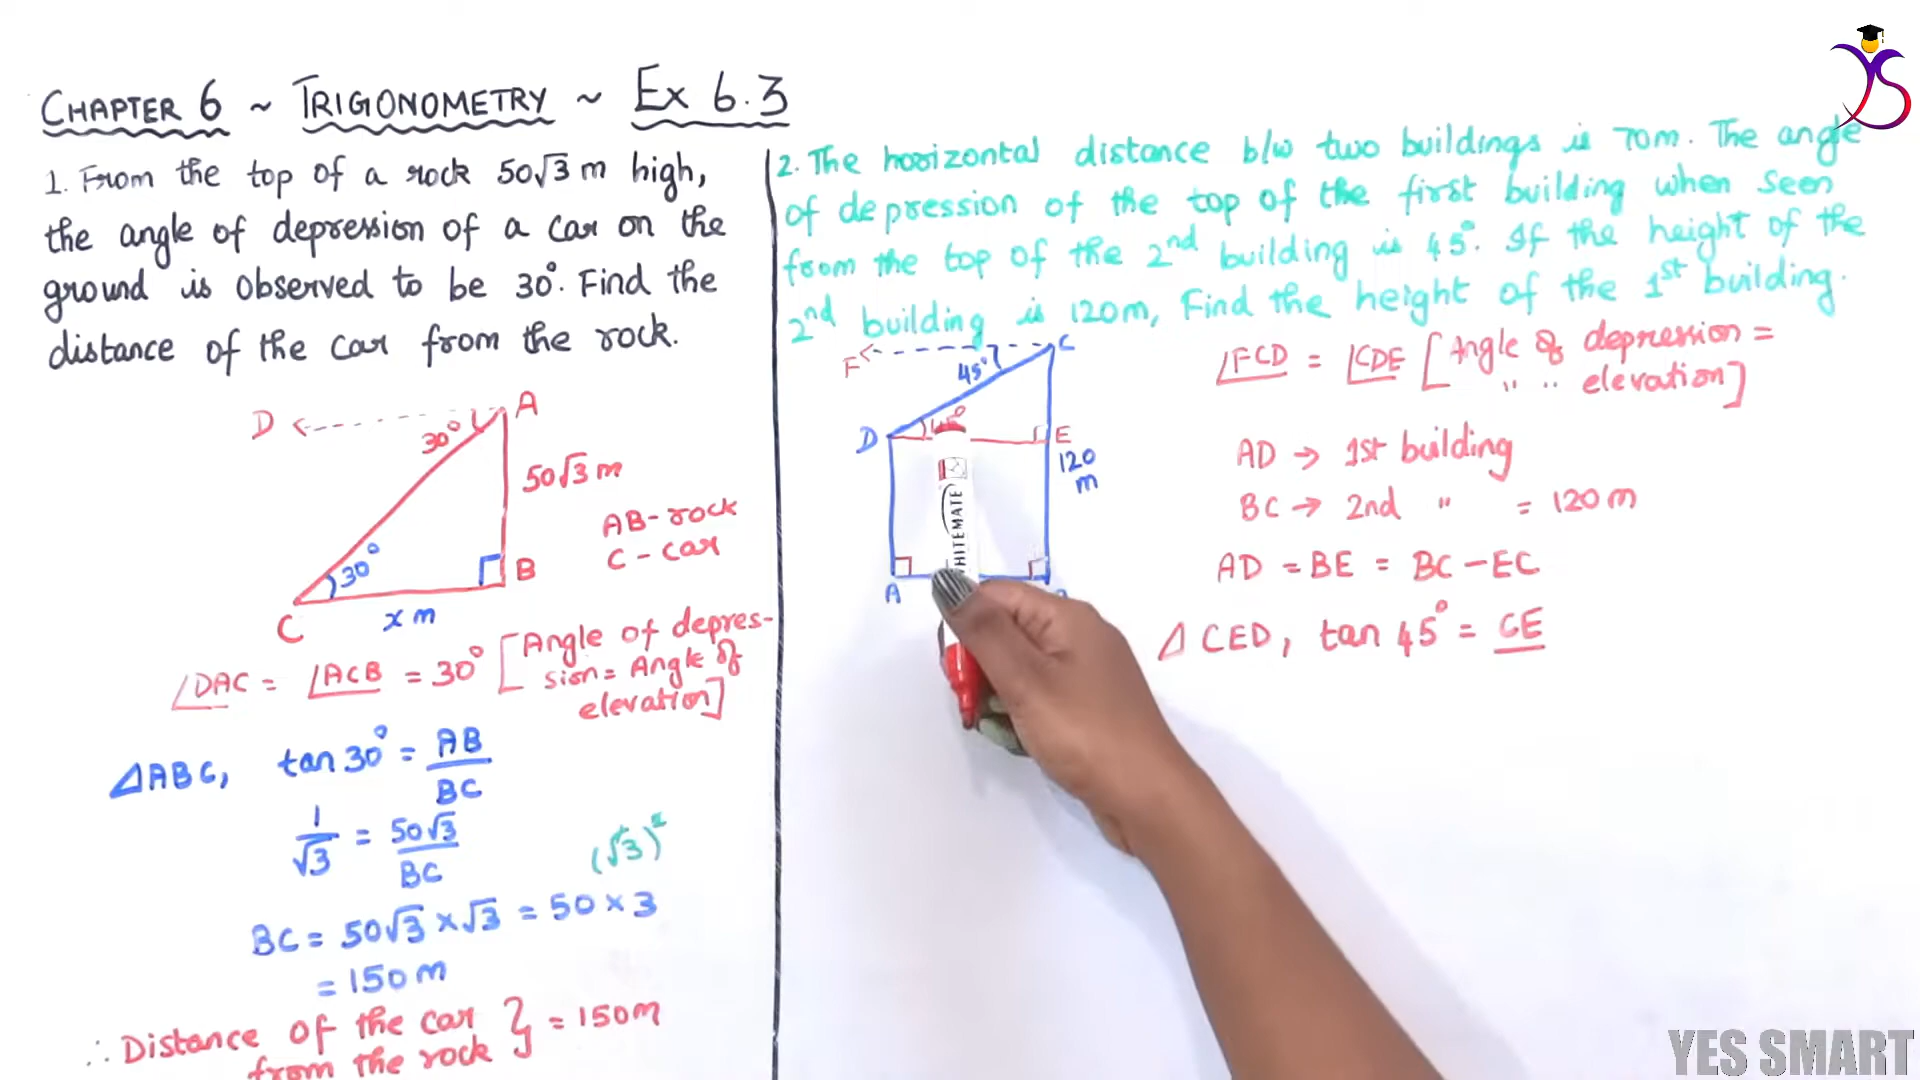 CHAPTER 6 ~ TRIGONOMETRY ~ Ex 6.3
1. From the top of a rock 50√3 m high,
the angle of depression of a car on the
ground is observed to be 30°. Find the
distance of the car from the rock.
D
A
30°
50√3 m
AB - rock
C - car
30°
B
C
x m
∠DAC = ∠ACB = 30° [Angle of depres-
sion = Angle of
elevation]
△ABC, tan 30° = AB
BC
1/√3 = 50√3
BC
(√3)²
BC = 50√3 × √3 = 50 × 3
= 150 m
∴ Distance of the car
from the rock } = 150m
2. The horizontal distance b/w two buildings is 70m. The angle
of depression of the top of the first building when seen
from the top of the 2nd building is 45°. If the height of the
2nd building is 120m, Find the height of the 1st building.
F
C
45°
D
E
120
m
A
WHITEMATE
∠FCD = ∠CDE [Angle of depression =
" " elevation]
AD → 1st building
BC → 2nd " = 120 m
AD = BE = BC - EC
△ CED, tan 45° = CE
YS
YES SMART